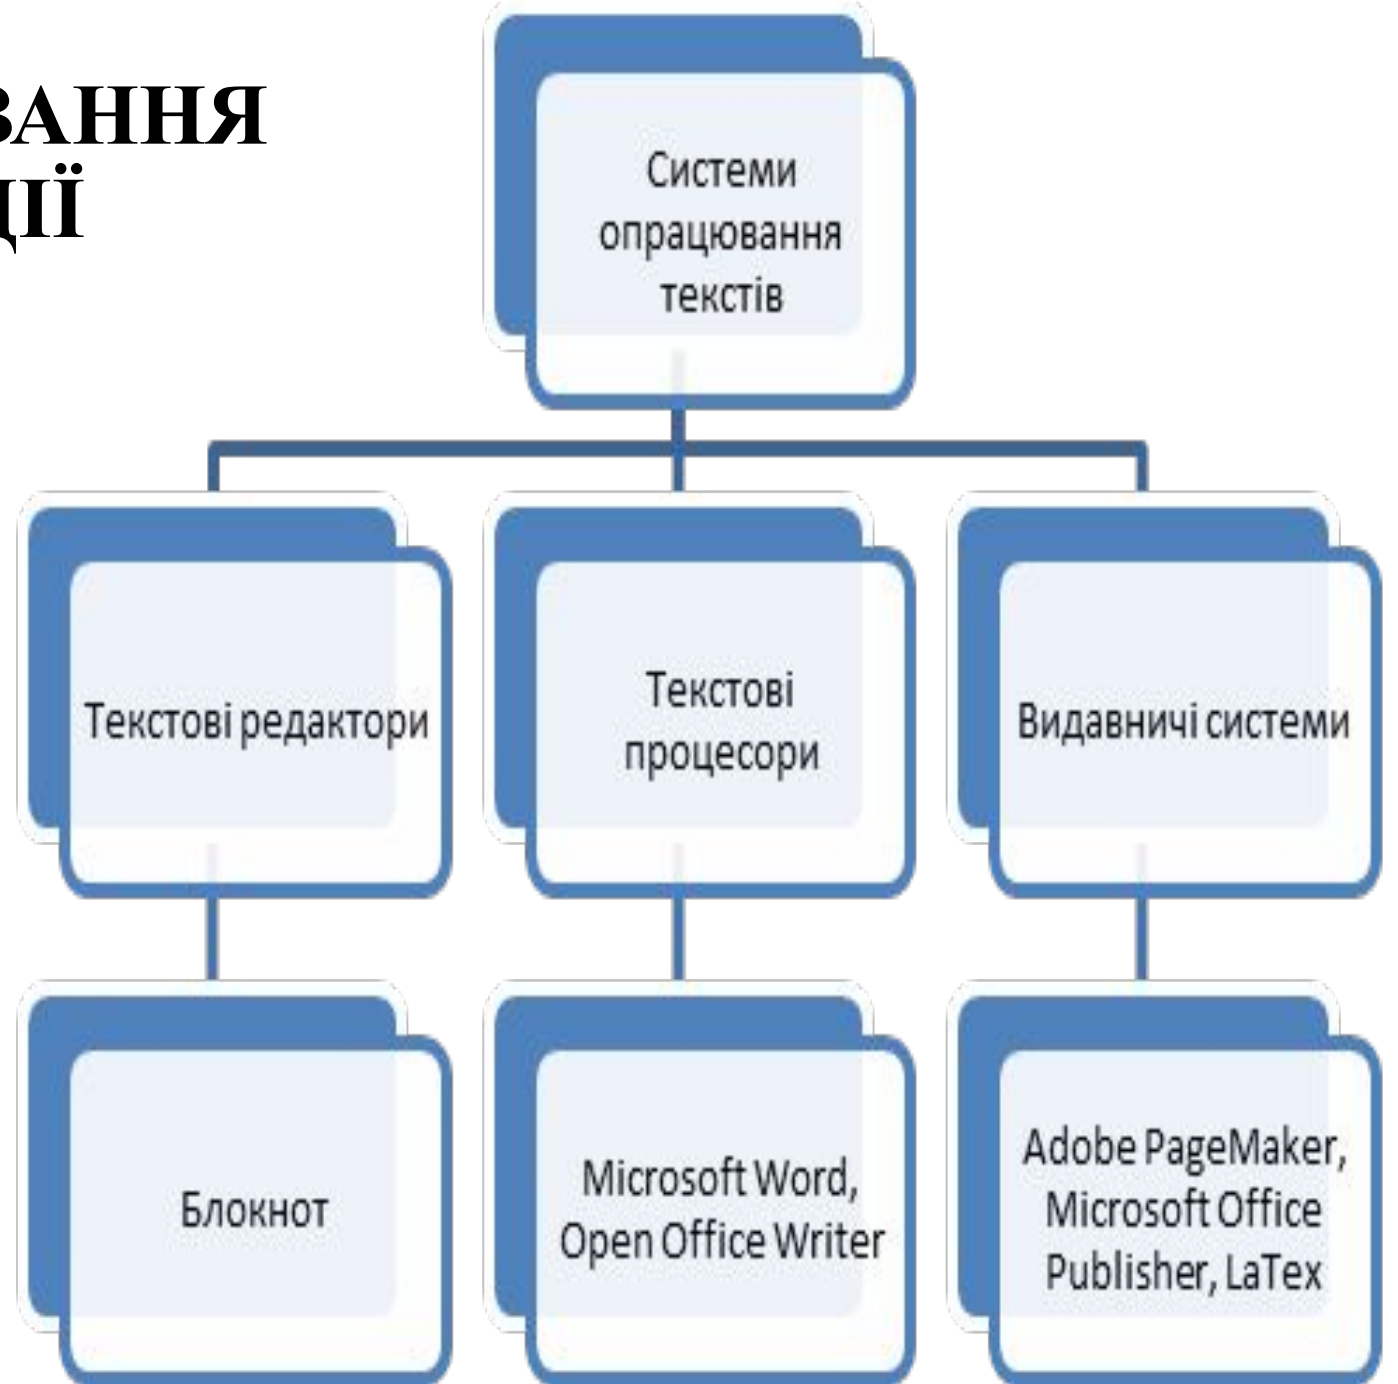 ВАННЯ
ЦІЇ
Системи
опрацювання
текстів
Текстові редактори
Текстові
процесори
Видавничі системи
Блокнот
Microsoft Word,
Open Office Writer
Adobe PageMaker,
Microsoft Office
Publisher, LaTex